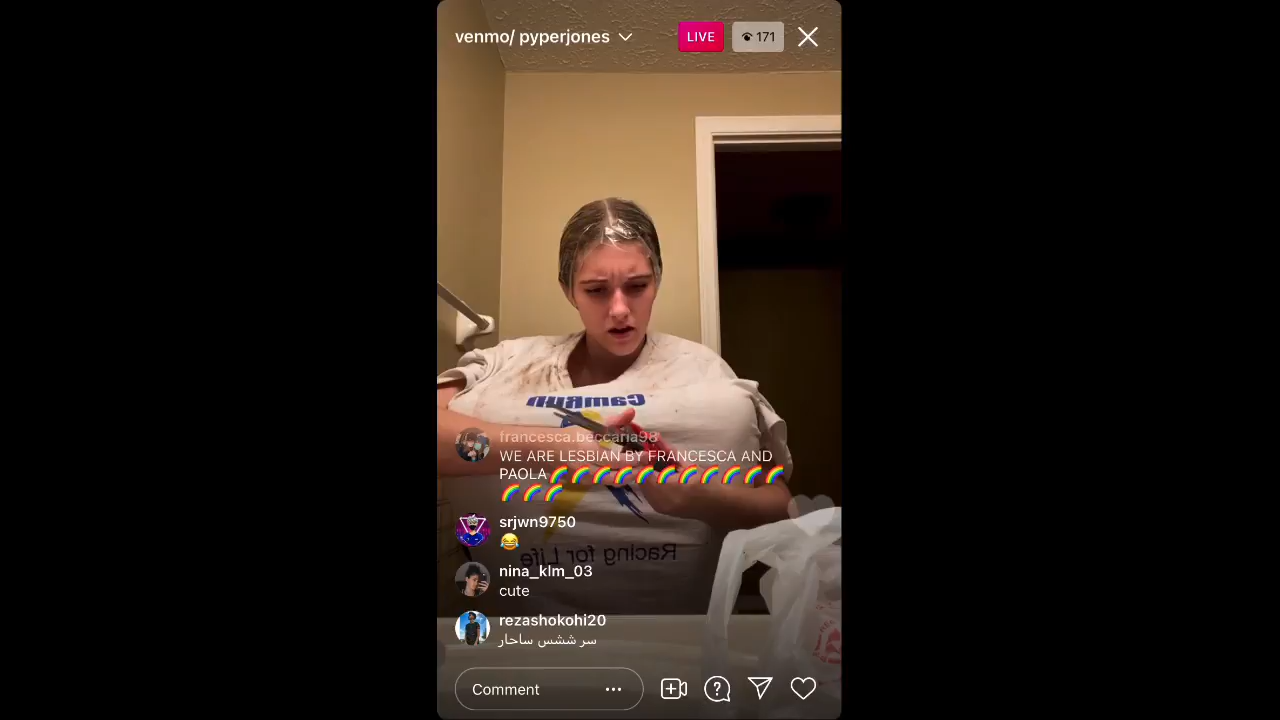 venmo/ pyperjones
LIVE
171
CamRun
francesca.beccaria98
WE ARE LESBIAN BY FRANCESCA AND
PAOLA🌈🌈🌈🌈🌈🌈🌈🌈🌈🌈🌈
🌈🌈🌈
srjwn9750
😂
Racing for Life
nina_klm_03
cute
rezashokohi20
سر ششس ساحار
Comment